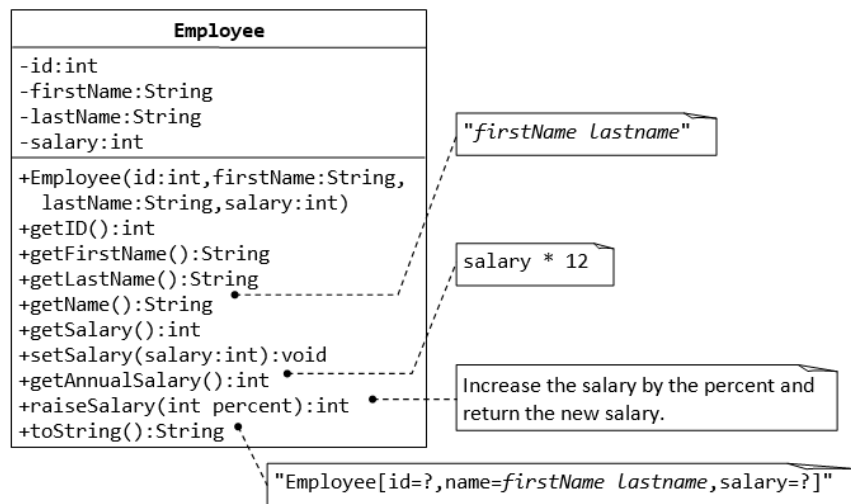 Employee
-id:int
-firstName:String
-lastName:String
-salary:int
+Employee(id:int,firstName:String,
lastName:String,salary:int)
+getID():int
+getFirstName():String
+getLastName():String
+getName():String
+getSalary():int
+setSalary(salary:int):void
+getAnnualSalary():int
+raiseSalary(int percent):int
+toString():String
"firstName lastname"
salary * 12
Increase the salary by the percent and
return the new salary.
"Employee[id=?,name=firstName lastname,salary=?]"